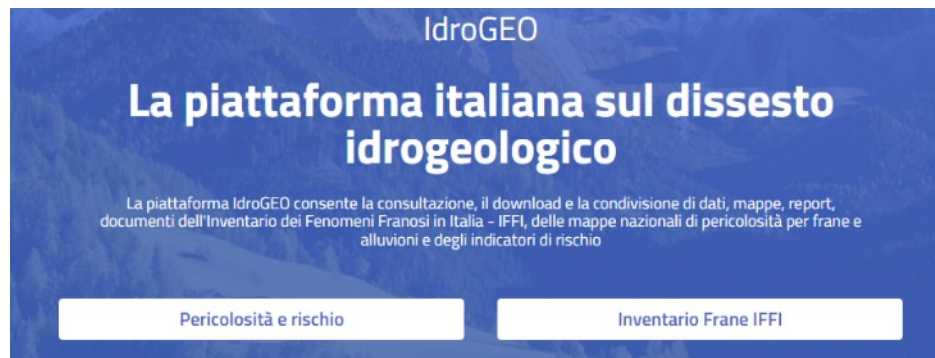 IdroGEO
La piattaforma italiana sul dissesto
idrogeologico
La piattaforma IdroGEO consente la consultazione, il download e la condivisione di dati, mappe, report,
documenti dell'Inventario dei Fenomeni Franosi in Italia - IFFI, delle mappe nazionali di pericolosità per frane e
alluvioni e degli indicatori di rischio
Pericolosità e rischio
Inventario Frane IFFI